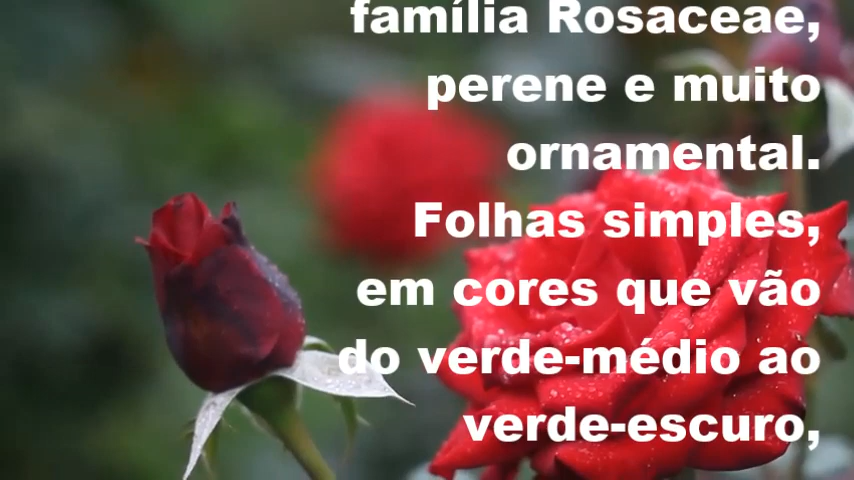 família Rosaceae,
perene e muito
ornamental.
Folhas simples,
em cores que vão
do verde-médio ao
verde-escuro,